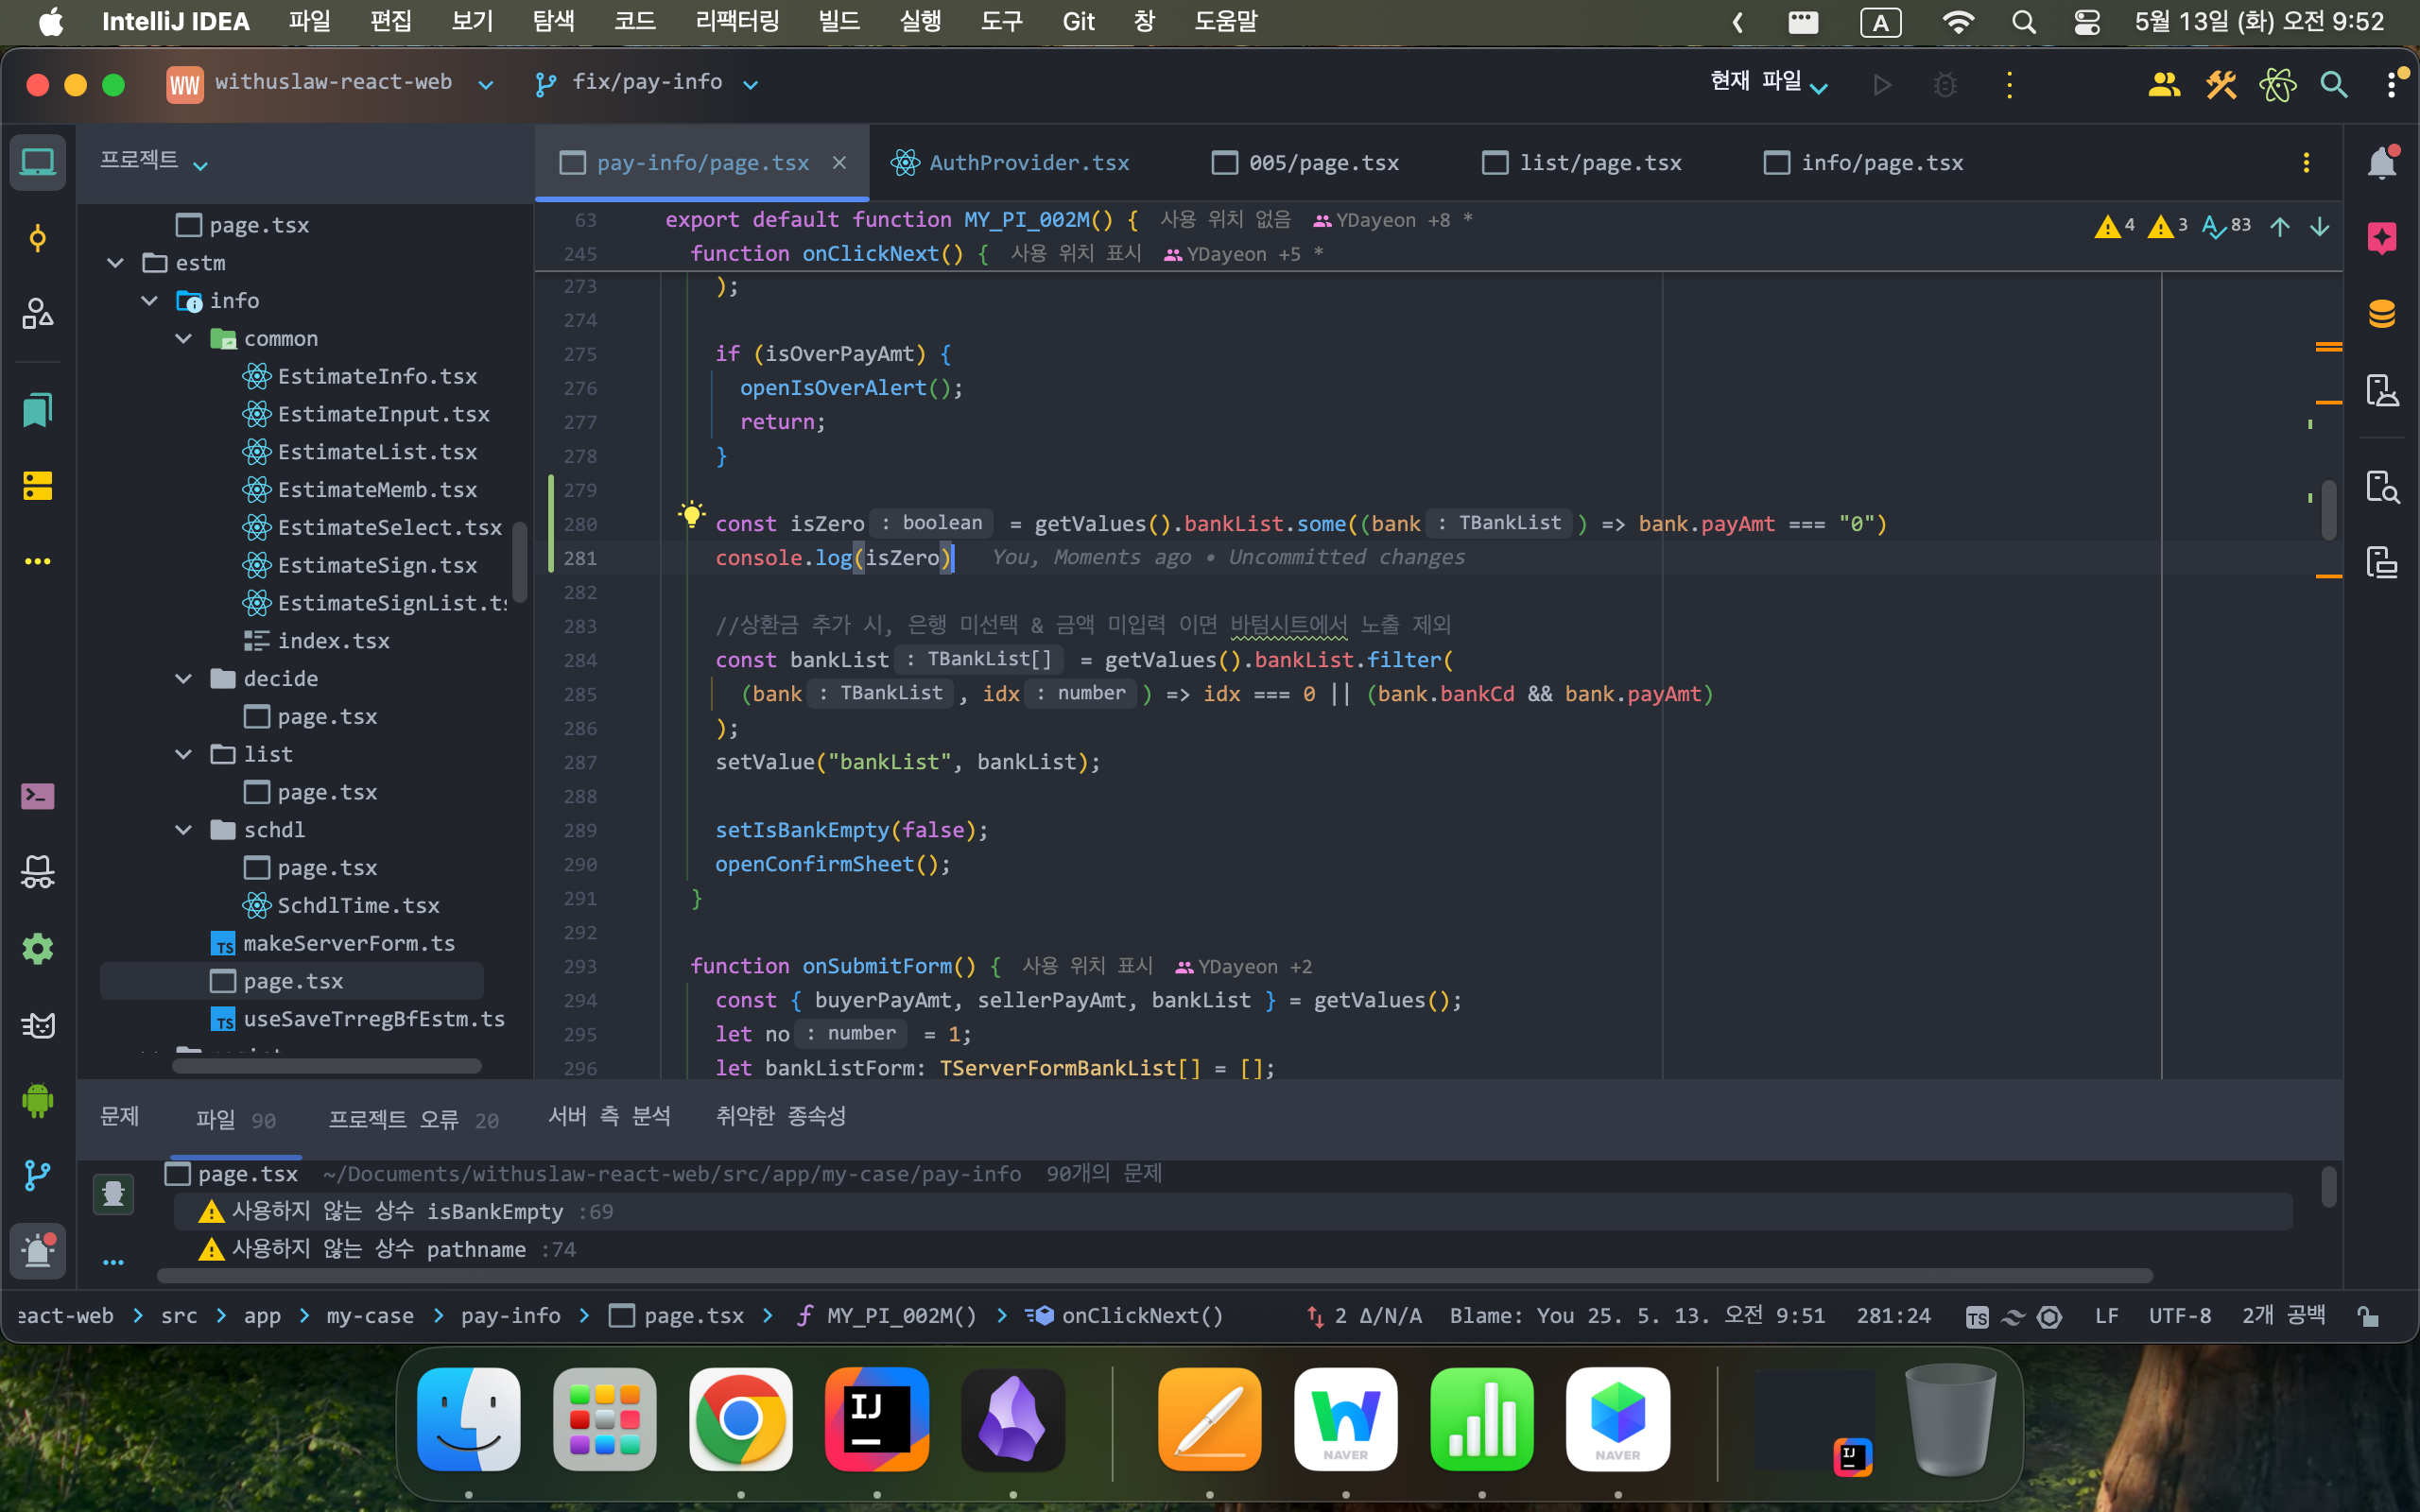 IntelliJ IDEA 파일 편집 보기 탐색 코드 리팩터링 빌드 실행 도구 Git 창 도움말 A 5월 13일 (화) 오전 9:52
WW withuslaw-react-web fix/pay-info 현재 파일
프로젝트
pay-info/page.tsx AuthProvider.tsx 005/page.tsx list/page.tsx info/page.tsx
page.tsx
estm
info
common
EstimateInfo.tsx
EstimateInput.tsx
EstimateList.tsx
EstimateMemb.tsx
EstimateSelect.tsx
EstimateSign.tsx
EstimateSignList.ts
index.tsx
decide
page.tsx
list
page.tsx
schdl
page.tsx
SchdlTime.tsx
TS makeServerForm.ts
page.tsx
TS useSaveTrregBfEstm.ts
63 export default function MY_PI_002M() { 사용 위치 없음 YDayeon +8 *
4 3 83
245 function onClickNext() { 사용 위치 표시 YDayeon +5 *
273 );
274
275 if (isOverPayAmt) {
276 openIsOverAlert();
277 return;
278 }
279
280 const isZero : boolean = getValues().bankList.some((bank : TBankList ) => bank.payAmt === "0")
281 console.log(isZero) You, Moments ago • Uncommitted changes
282
283 //상환금 추가 시, 은행 미선택 & 금액 미입력 이면 바텀시트에서 노출 제외
284 const bankList : TBankList[] = getValues().bankList.filter(
285 (bank : TBankList , idx : number ) => idx === 0 || (bank.bankCd && bank.payAmt)
286 );
287 setValue("bankList", bankList);
288
289 setIsBankEmpty(false);
290 openConfirmSheet();
291 }
292
293 function onSubmitForm() { 사용 위치 표시 YDayeon +2
294 const { buyerPayAmt, sellerPayAmt, bankList } = getValues();
295 let no : number = 1;
296 let bankListForm: TServerFormBankList[] = [];
문제 파일 90 프로젝트 오류 20 서버 측 분석 취약한 종속성
page.tsx ~/Documents/withuslaw-react-web/src/app/my-case/pay-info 90개의 문제
사용하지 않는 상수 isBankEmpty :69
사용하지 않는 상수 pathname :74
eact-web src app my-case pay-info page.tsx MY_PI_002M() onClickNext() 2 ∆/N/A Blame: You 25. 5. 13. 오전 9:51 281:24 TS LF UTF-8 2개 공백
IJ NAVER NAVER IJ